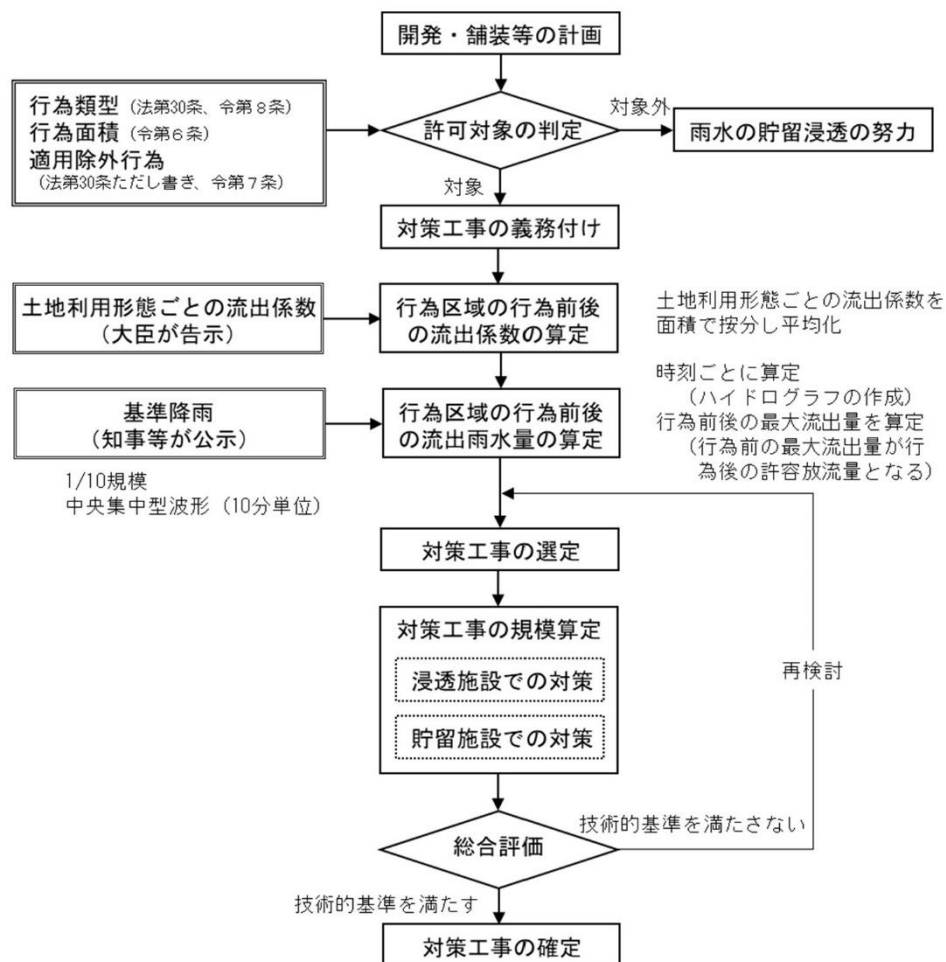 開発・舗装等の計画
行為類型（法第30条、令第８条）
行為面積（令第６条）
適用除外行為
（法第30条ただし書き、令第７条）
許可対象の判定
対象外
雨水の貯留浸透の努力
対象
対策工事の義務付け
土地利用形態ごとの流出係数
（大臣が告示）
行為区域の行為前後
の流出係数の算定
土地利用形態ごとの流出係数を
面積で按分し平均化
基準降雨
（知事等が公示）
行為区域の行為前後
の流出雨水量の算定
時刻ごとに算定
（ハイドログラフの作成）
行為前後の最大流出量を算定
（行為前の最大流出量が行
為後の許容放流量となる）
1/10規模
中央集中型波形（10分単位）
対策工事の選定
対策工事の規模算定
浸透施設での対策
貯留施設での対策
再検討
総合評価
技術的基準を満たさない
技術的基準を満たす
対策工事の確定